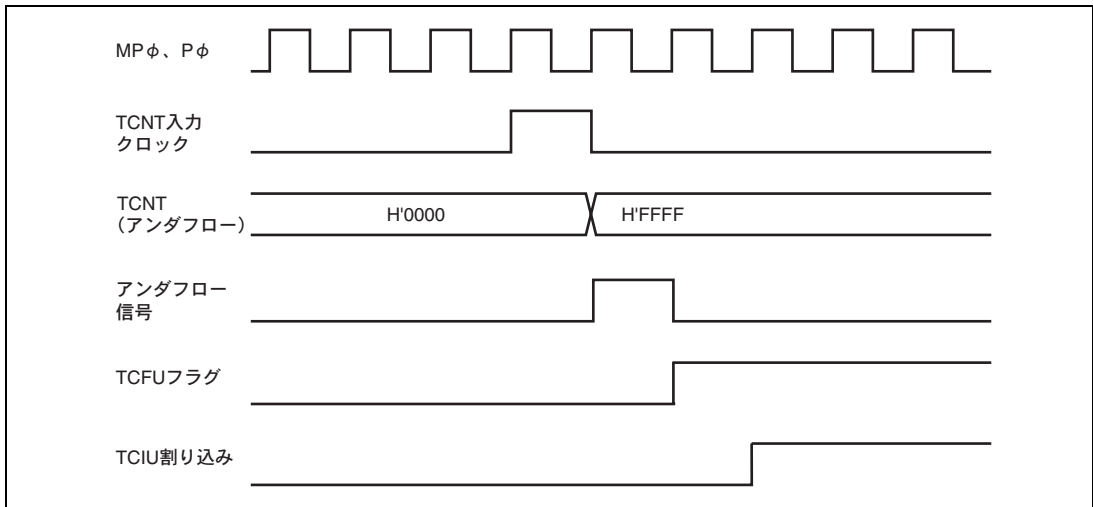 MPφ、Pφ
TCNT入力
クロック
TCNT
（アンダフロー）
H'0000
H'FFFF
アンダフロー
信号
TCFUフラグ
TCIU割り込み